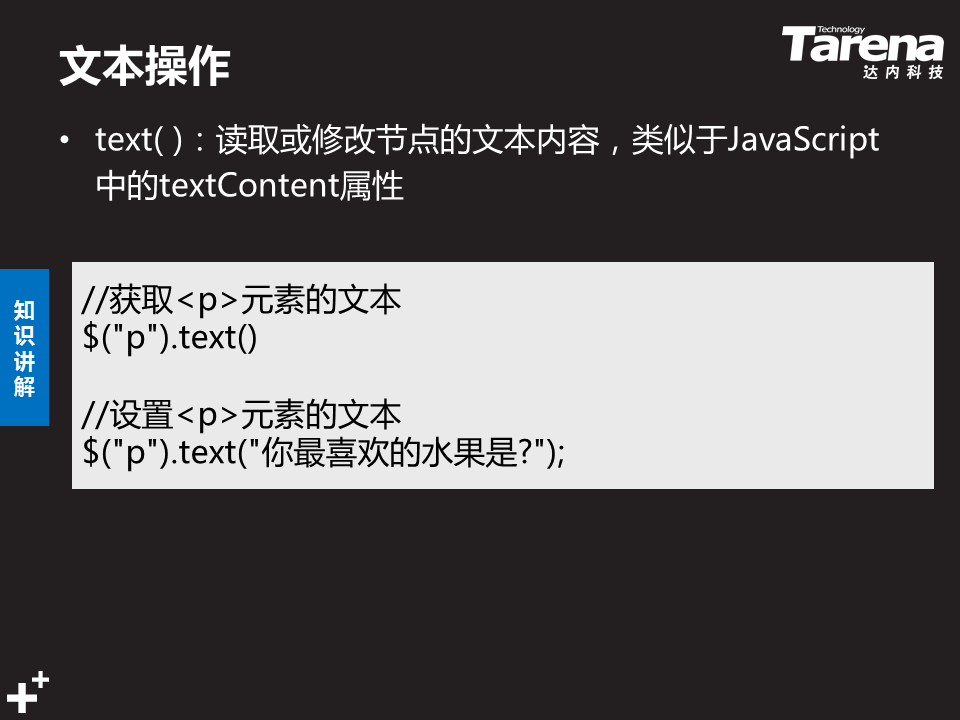 文本操作
Technology
Tarena
达内科技
• text( )：读取或修改节点的文本内容，类似于JavaScript
中的textContent属性
知识讲解
//获取<p>元素的文本
$("p").text()
//设置<p>元素的文本
$("p").text("你最喜欢的水果是?");